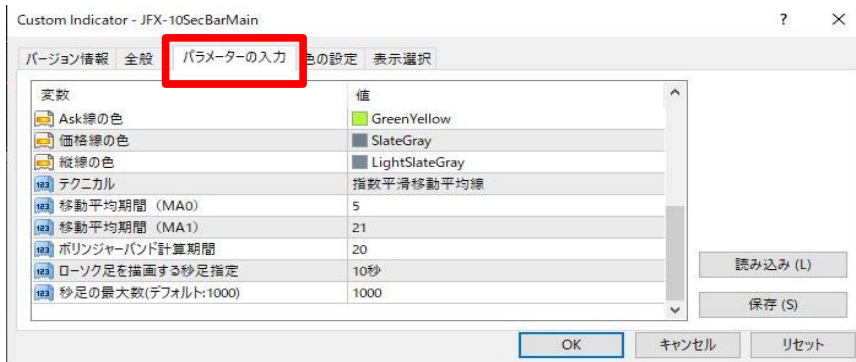 Custom Indicator - JFX-10SecBarMain ? ×
バージョン情報 全般 パラメーターの入力 色の設定 表示選択
変数 値
Ask線の色 GreenYellow
価格線の色 SlateGray
縦線の色 LightSlateGray
123 テクニカル 指数平滑移動平均線
123 移動平均期間（MA0） 5
123 移動平均期間（MA1） 21
123 ボリンジャーバンド計算期間 20
123 ローソク足を描画する秒足指定 10秒
123 秒足の最大数(デフォルト:1000) 1000
読み込み (L)
保存 (S)
OK キャンセル リセット